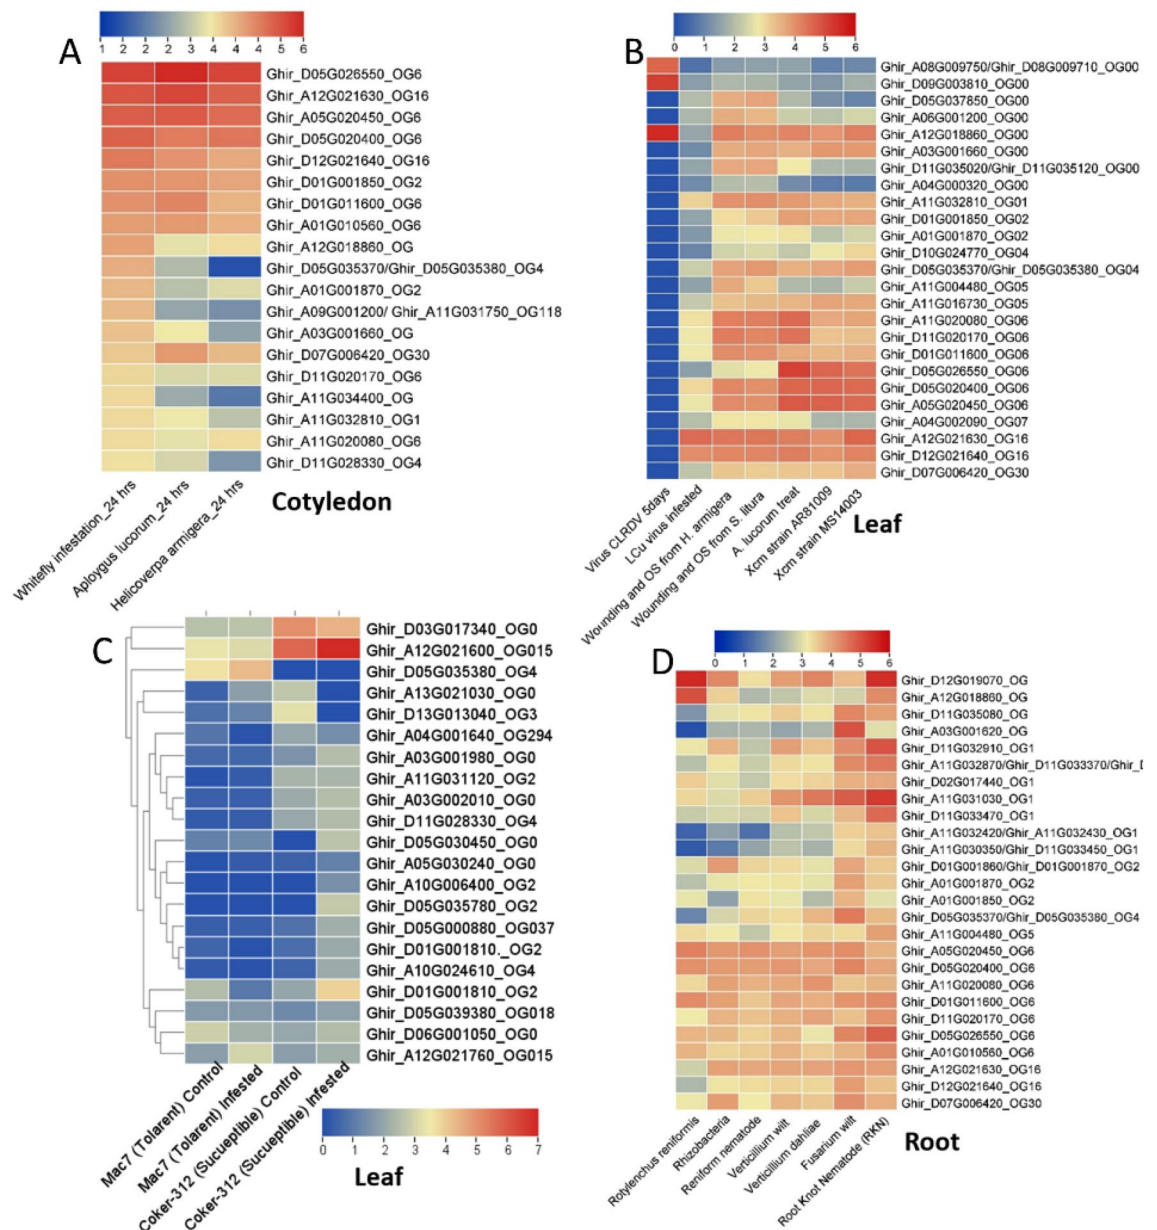 A
1 2 2 3 4 4 5 6 6
Ghir_D05G026550_OG6
Ghir_A12G021630_OG16
Ghir_A05G020450_OG6
Ghir_D05G020400_OG6
Ghir_D12G021640_OG16
Ghir_D01G001850_OG2
Ghir_D01G011600_OG6
Ghir_A01G010560_OG6
Ghir_A12G018860_OG
Ghir_D05G035370/Ghir_D05G035380_OG4
Ghir_A01G001870_OG2
Ghir_A09G001200/ Ghir_A11G031750_OG118
Ghir_A03G001660_OG
Ghir_D07G006420_OG30
Ghir_D11G020170_OG6
Ghir_A11G034400_OG
Ghir_A11G032810_OG1
Ghir_A11G020080_OG6
Ghir_D11G028330_OG4
Whitefly infestation_24 hrs
Aploygus lucorum_24 hrs
Helicoverpa armigera_24 hrs
Cotyledon
B
0 1 2 3 4 5 6
Ghir_A08G009750/Ghir_D08G009710_OG00
Ghir_D09G003810_OG00
Ghir_D05G037850_OG00
Ghir_A06G001200_OG00
Ghir_A12G018860_OG00
Ghir_A03G001660_OG00
Ghir_D11G035020/Ghir_D11G035120_OG00
Ghir_A04G000320_OG00
Ghir_A11G032810_OG01
Ghir_D01G001850_OG02
Ghir_A01G001870_OG02
Ghir_D10G024770_OG04
Ghir_D05G035370/Ghir_D05G035380_OG04
Ghir_A11G004480_OG05
Ghir_A11G016730_OG05
Ghir_A11G020080_OG06
Ghir_D11G020170_OG06
Ghir_D01G011600_OG06
Ghir_D05G026550_OG06
Ghir_D05G020400_OG06
Ghir_A05G020450_OG06
Ghir_A04G002090_OG07
Ghir_A12G021630_OG16
Ghir_D12G021640_OG16
Ghir_D07G006420_OG30
Virus CLRDV 5days
LCu virus infested
Wounding and OS from H. armigera
Wounding and OS from S. litura
A. lucorum treat
Xcm strain AR81009
Xcm strain MS14003
Leaf
C
Ghir_D03G017340_OG0
Ghir_A12G021600_OG015
Ghir_D05G035380_OG4
Ghir_A13G021030_OG0
Ghir_D13G013040_OG3
Ghir_A04G001640_OG294
Ghir_A03G001980_OG0
Ghir_A11G031120_OG2
Ghir_A03G002010_OG0
Ghir_D11G028330_OG4
Ghir_D05G030450_OG0
Ghir_A05G030240_OG0
Ghir_A10G006400_OG2
Ghir_D05G035780_OG2
Ghir_D05G000880_OG037
Ghir_D01G001810._OG2
Ghir_A10G024610_OG4
Ghir_D01G001810_OG2
Ghir_D05G039380_OG018
Ghir_D06G001050_OG0
Ghir_A12G021760_OG015
Mac7 (Tolarent) Control
Mac7 (Tolarent) Infested
Coker-312 (Suceptible) Control
Coker-312 (Suceptible) Infested
0 1 2 3 4 5 6 7
Leaf
D
0 1 2 3 4 5 6
Ghir_D12G019070_OG
Ghir_A12G018860_OG
Ghir_D11G035080_OG
Ghir_A03G001620_OG
Ghir_D11G032910_OG1
Ghir_A11G032870/Ghir_D11G033370/Ghir_D
Ghir_D02G017440_OG1
Ghir_A11G031030_OG1
Ghir_D11G033470_OG1
Ghir_A11G032420/Ghir_A11G032430_OG1
Ghir_A11G030350/Ghir_D11G033450_OG1
Ghir_D01G001860/Ghir_D01G001870_OG2
Ghir_A01G001870_OG2
Ghir_A01G001850_OG2
Ghir_D05G035370/Ghir_D05G035380_OG4
Ghir_A11G004480_OG5
Ghir_A05G020450_OG6
Ghir_D05G020400_OG6
Ghir_A11G020080_OG6
Ghir_D01G011600_OG6
Ghir_D11G020170_OG6
Ghir_D05G026550_OG6
Ghir_A01G010560_OG6
Ghir_A12G021630_OG16
Ghir_D12G021640_OG16
Ghir_D07G006420_OG30
Rotylenchus reniformis
Rhizobacteria
Reniform nematode
Verticillium wilt
Verticillium dahliae
Fusarium wilt
Root Knot Nematode (RKN)
Root